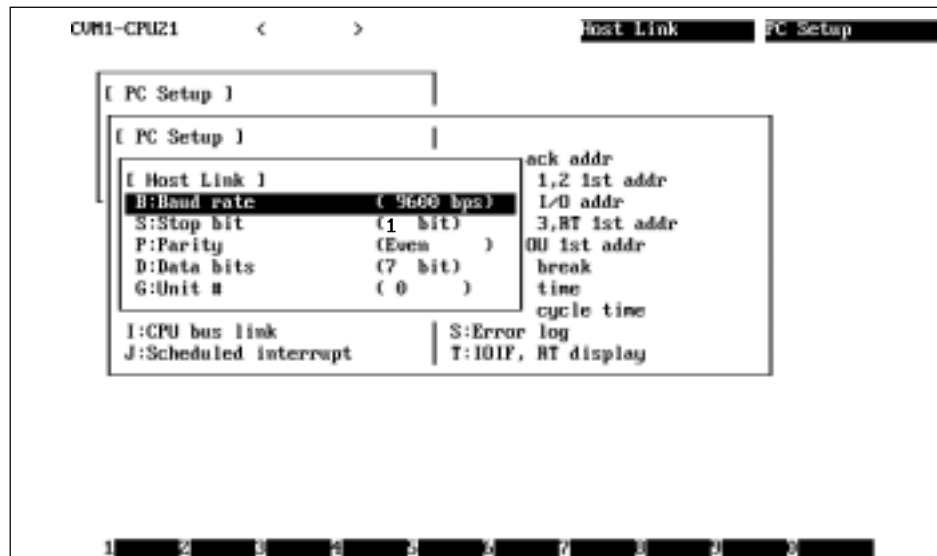 CVM1-CPU21 < > Host Link PC Setup
[ PC Setup ]
[ PC Setup ]
ack addr
[ Host Link ] 1,2 1st addr
B:Baud rate ( 9600 bps) I/O addr
S:Stop bit (1 bit) 3,RT 1st addr
P:Parity (Even ) OU 1st addr
D:Data bits (7 bit) break
G:Unit # ( 0 ) time
cycle time
I:CPU bus link S:Error log
J:Scheduled interrupt T:IOIF, RT display
1 2 3 4 5 6 7 8 9 0